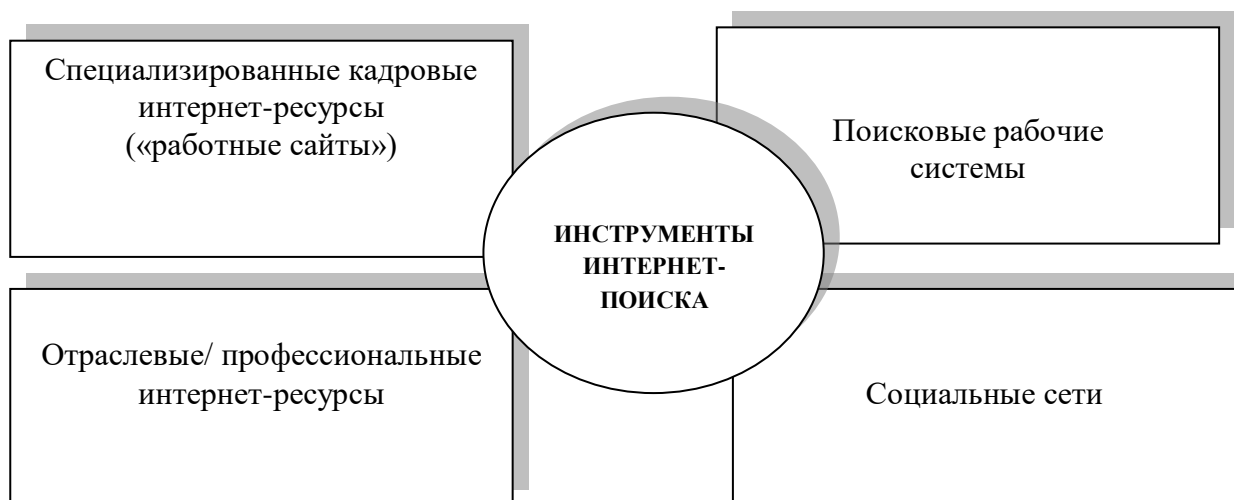 Специализированные кадровые
интернет-ресурсы
(«работные сайты»)
Поисковые рабочие
системы
ИНСТРУМЕНТЫ
ИНТЕРНЕТ-
ПОИСКА
Отраслевые/ профессиональные
интернет-ресурсы
Социальные сети